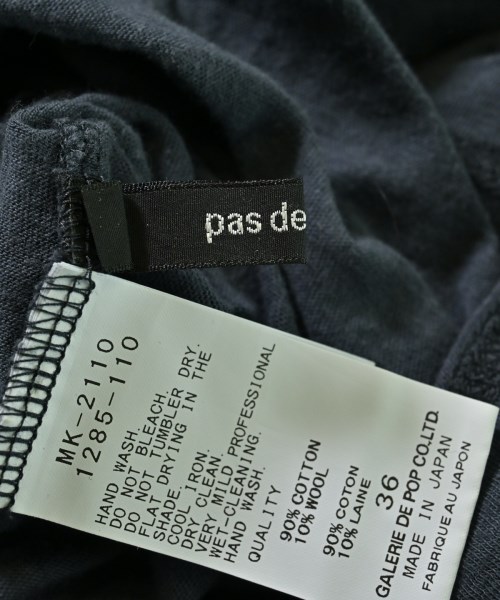 pas de
MK-2110
1285-110
HAND WASH.
DO NOT BLEACH.
DO NOT TUMBLER DRY.
FLAT DRYING IN THE
SHADE.
COOL IRON.
DRY CLEAN.
VERY MILD PROFESSIONAL
WET-CLEANING.
HAND WASH.
QUALITY
90% COTTON
10% WOOL
90% COTON
10% LAINE
36
GALERIE DE POP CO.LTD.
MADE IN JAPAN
FABRIQUE AU JAPON